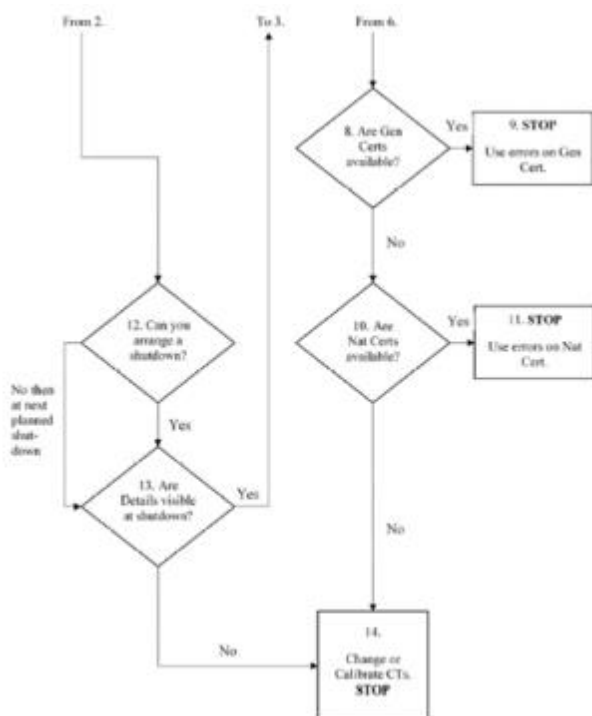 From 2.
To 3.
From 6.
8. Are Gen
Certs
available?
Yes
9. STOP
Use errors on Gen
Cert.
No
12. Can you
arrange a
shutdown?
10. Are
Nat Certs
available?
Yes
11. STOP
Use errors on Nat
Cert.
No then
at next
planned
shut-
down
Yes
13. Are
Details visible
at shutdown?
Yes
No
No
14.
Change or
Calibrate CTs.
STOP